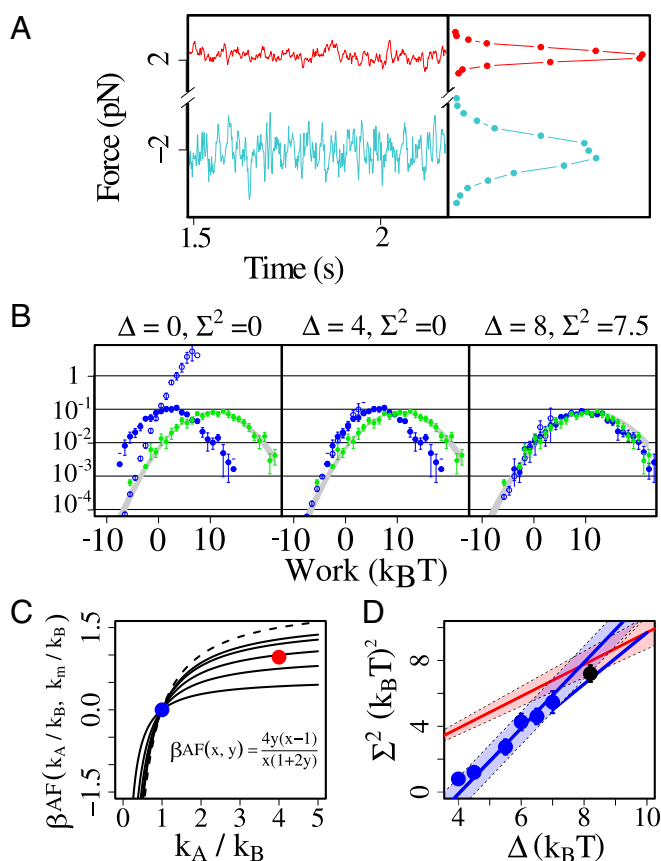 A
Force (pN)
2
−2
1.5
2
Time (s)
B
Δ = 0, Σ² =0
Δ = 4, Σ² =0
Δ = 8, Σ² =7.5
1
10⁻¹
10⁻²
10⁻³
10⁻⁴
-10 0 10
-10 0 10
-10 0 10
Work (kBT)
C
βAF(kA/kB, km/kB)
1.5
0.0
-1.5
βAF(x, y) = 4y(x−1) / x(1+2y)
0 1 2 3 4 5
kA / kB
D
Σ² (kBT)²
8
4
0
4 6 8 10
Δ (kBT)